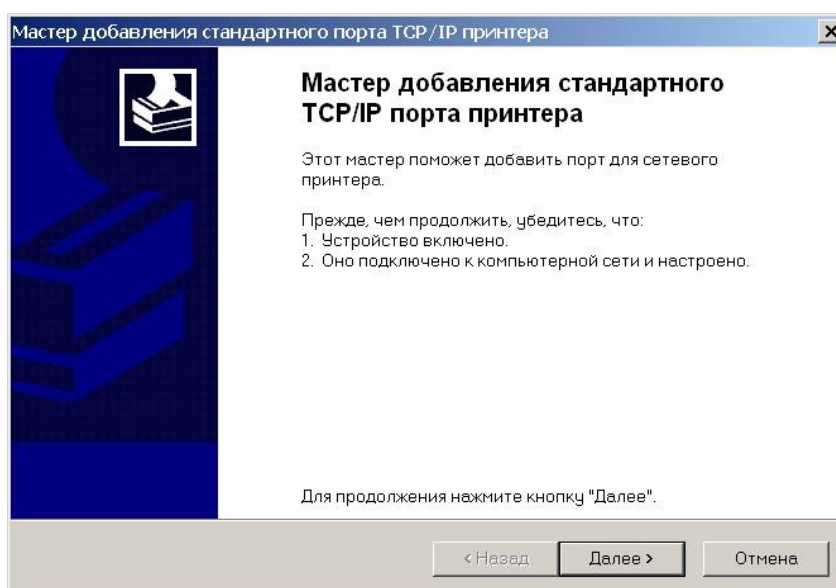 Мастер добавления стандартного порта TCP/IP принтера
Мастер добавления стандартного
TCP/IP порта принтера
Этот мастер поможет добавить порт для сетевого
принтера.
Прежде, чем продолжить, убедитесь, что:
1. Устройство включено.
2. Оно подключено к компьютерной сети и настроено.
Для продолжения нажмите кнопку "Далее".
< Назад
Далее >
Отмена